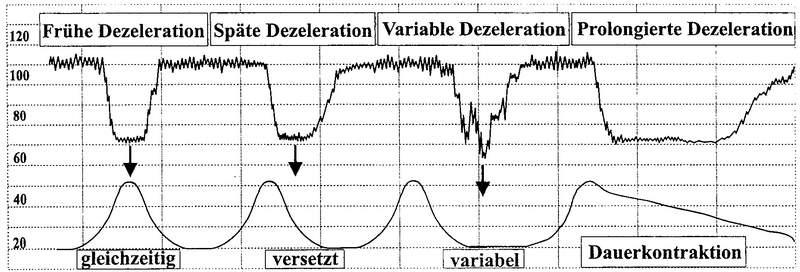 Frühe Dezeleration
Späte Dezeleration
Variable Dezeleration
Prolongierte Dezeleration
120
100
80
60
40
20
gleichzeitig
versetzt
variabel
Dauerkontraktion